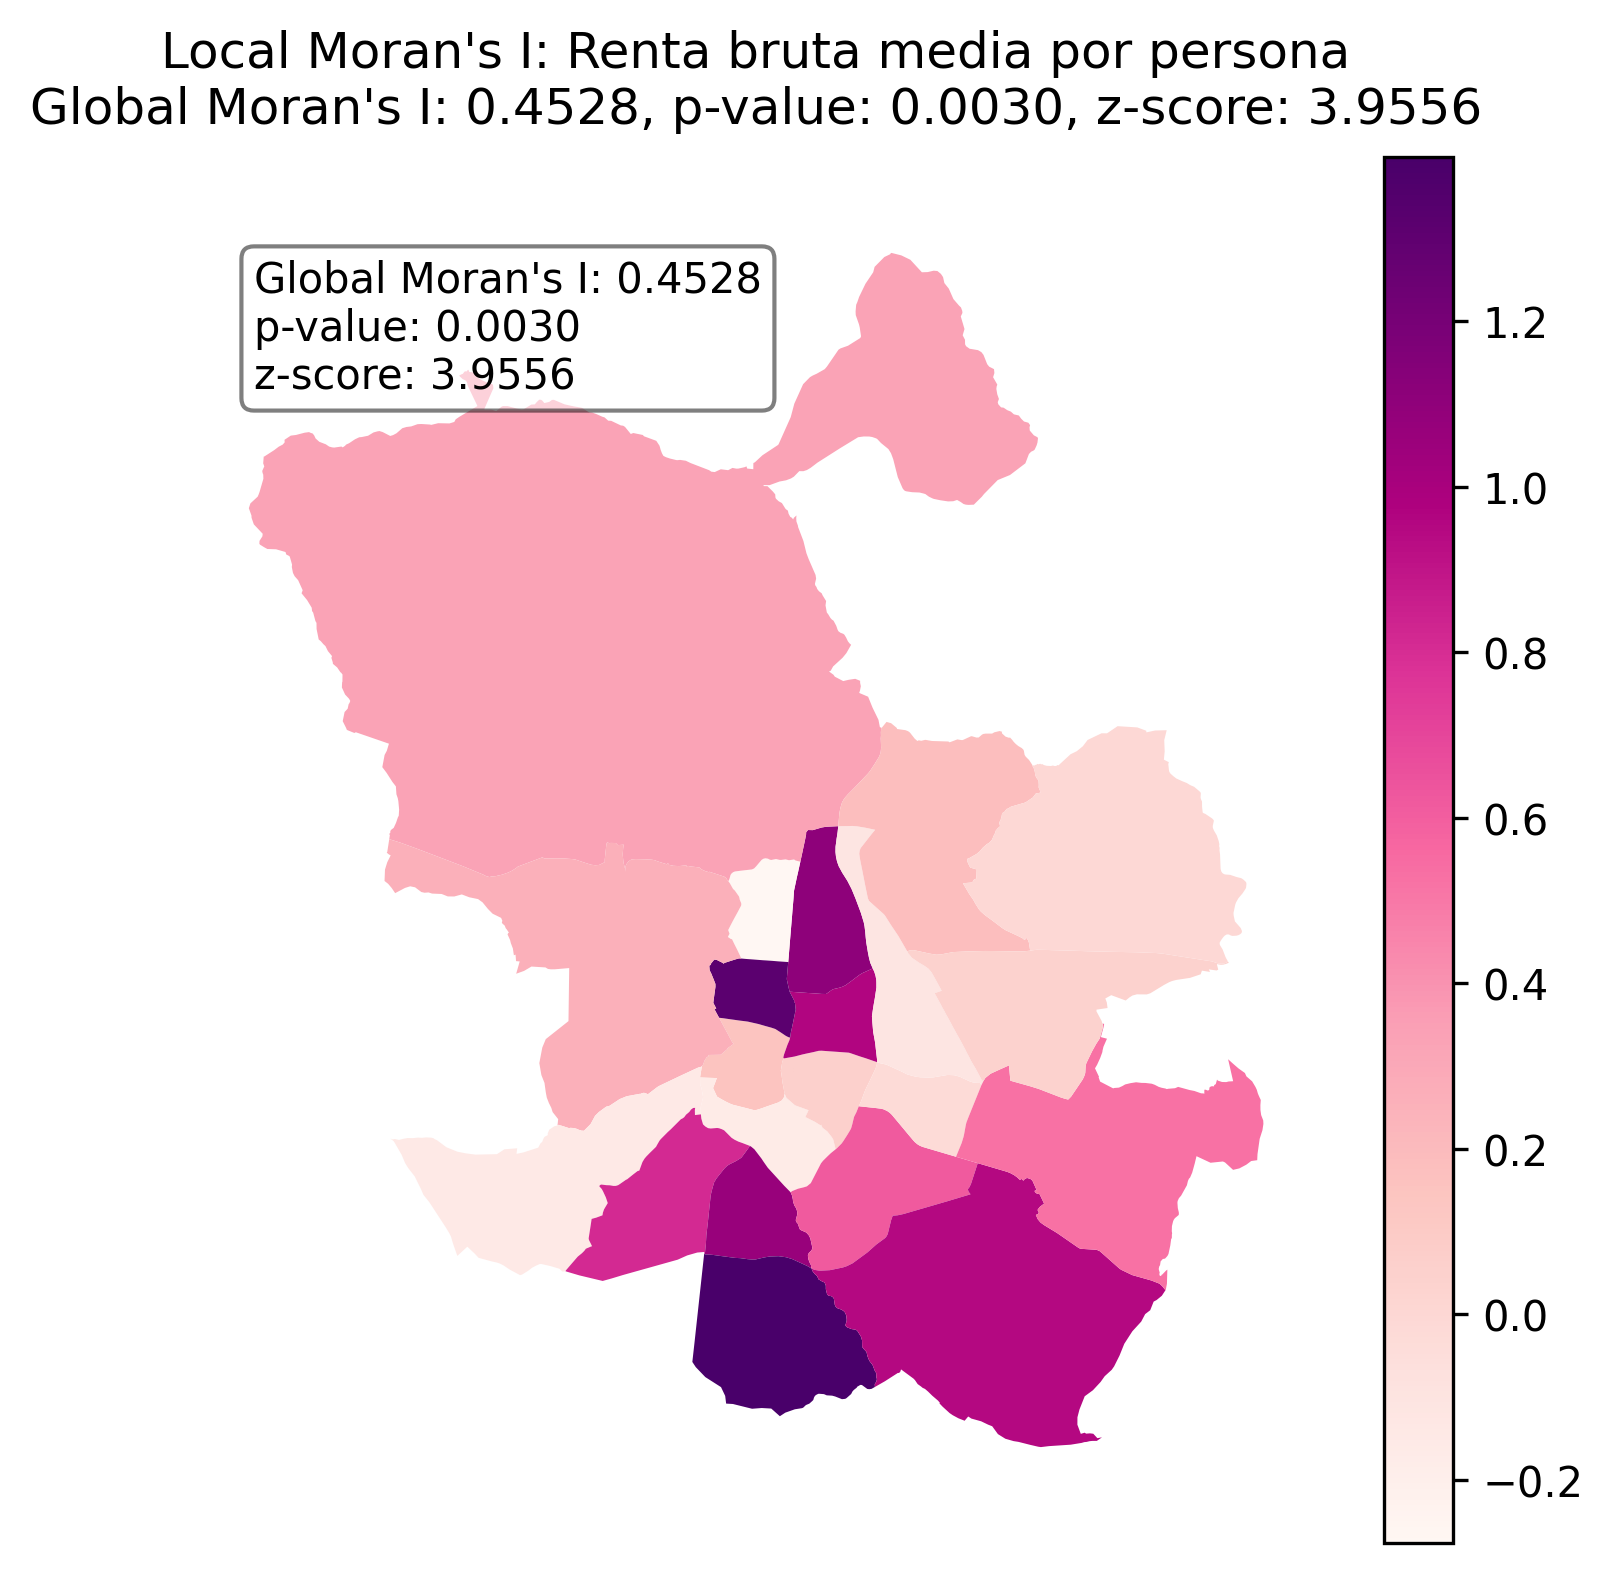 Local Moran's I: Renta bruta media por persona
Global Moran's I: 0.4528, p-value: 0.0030, z-score: 3.9556
Global Moran's I: 0.4528
p-value: 0.0030
z-score: 3.9556
1.2
1.0
0.8
0.6
0.4
0.2
0.0
−0.2